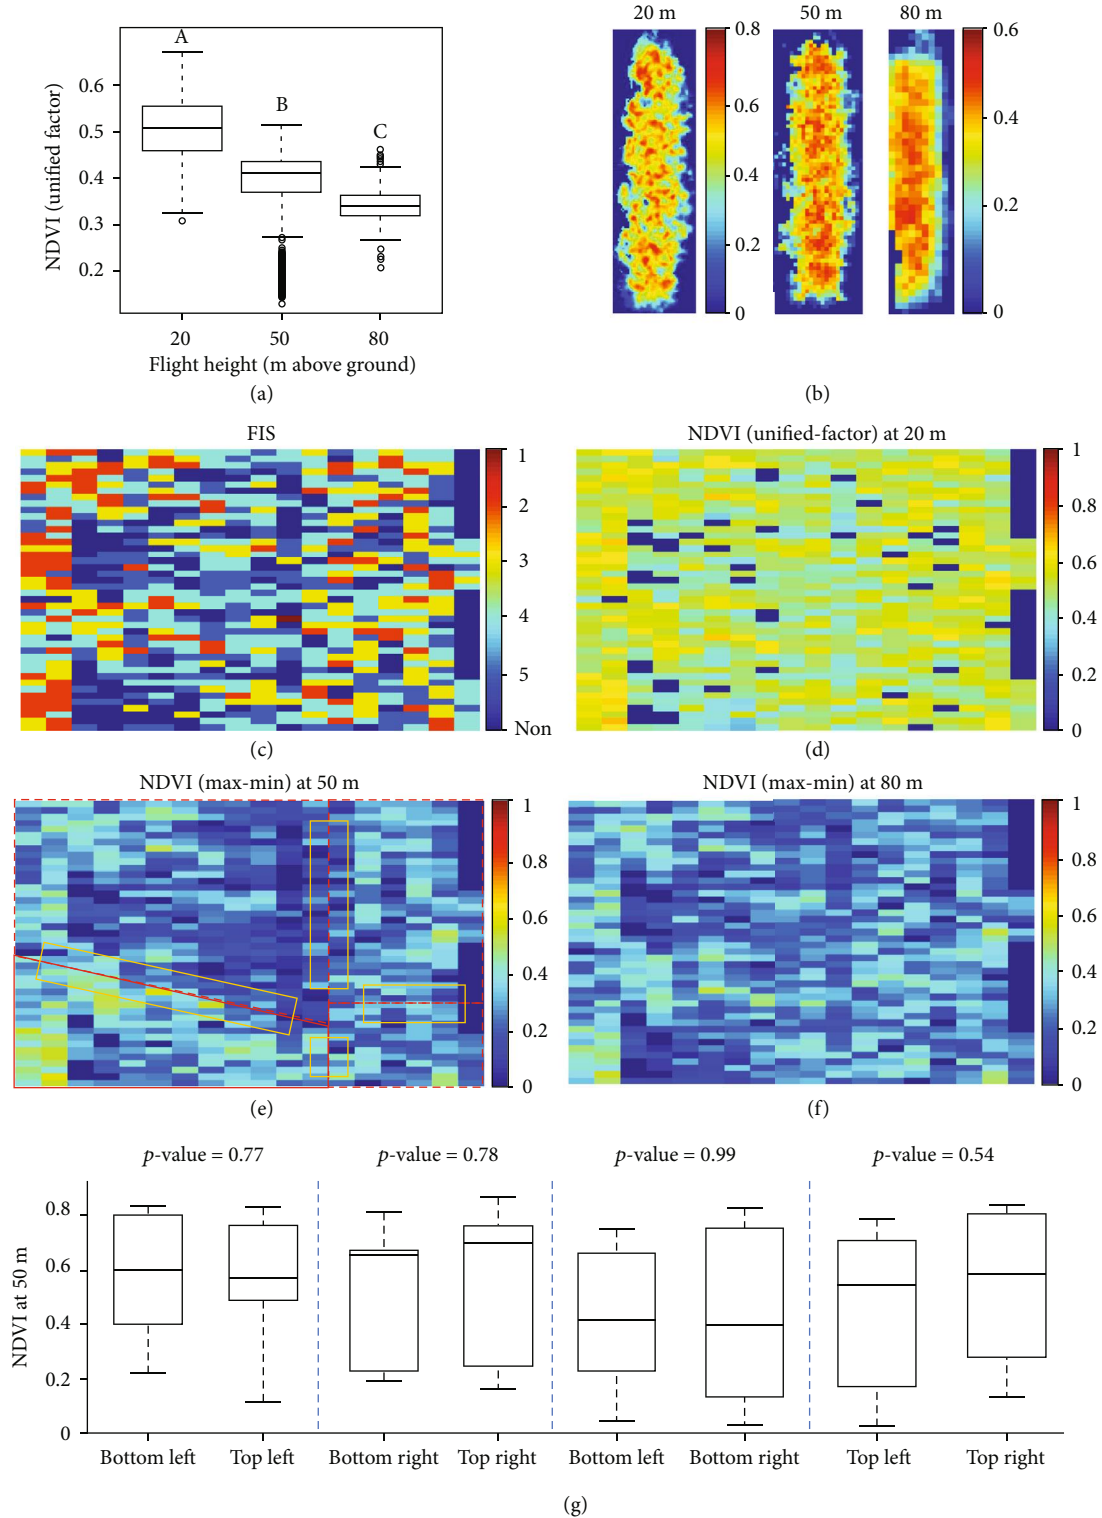 NDVI (unified factor)
0.6
0.5
0.4
0.3
0.2
A
B
C
20
50
80
Flight height (m above ground)
(a)
20 m
50 m
80 m
0.8
0.6
0.4
0.2
0
0.6
0.4
0.2
0
(b)
FIS
1
2
3
4
5
Non
(c)
NDVI (unified-factor) at 20 m
1
0.8
0.6
0.4
0.2
0
(d)
NDVI (max-min) at 50 m
1
0.8
0.6
0.4
0.2
0
(e)
NDVI (max-min) at 80 m
1
0.8
0.6
0.4
0.2
0
(f)
p-value = 0.77
p-value = 0.78
p-value = 0.99
p-value = 0.54
NDVI at 50 m
0.8
0.6
0.4
0.2
0
Bottom left
Top left
Bottom right
Top right
Bottom left
Bottom right
Top left
Top right
(g)